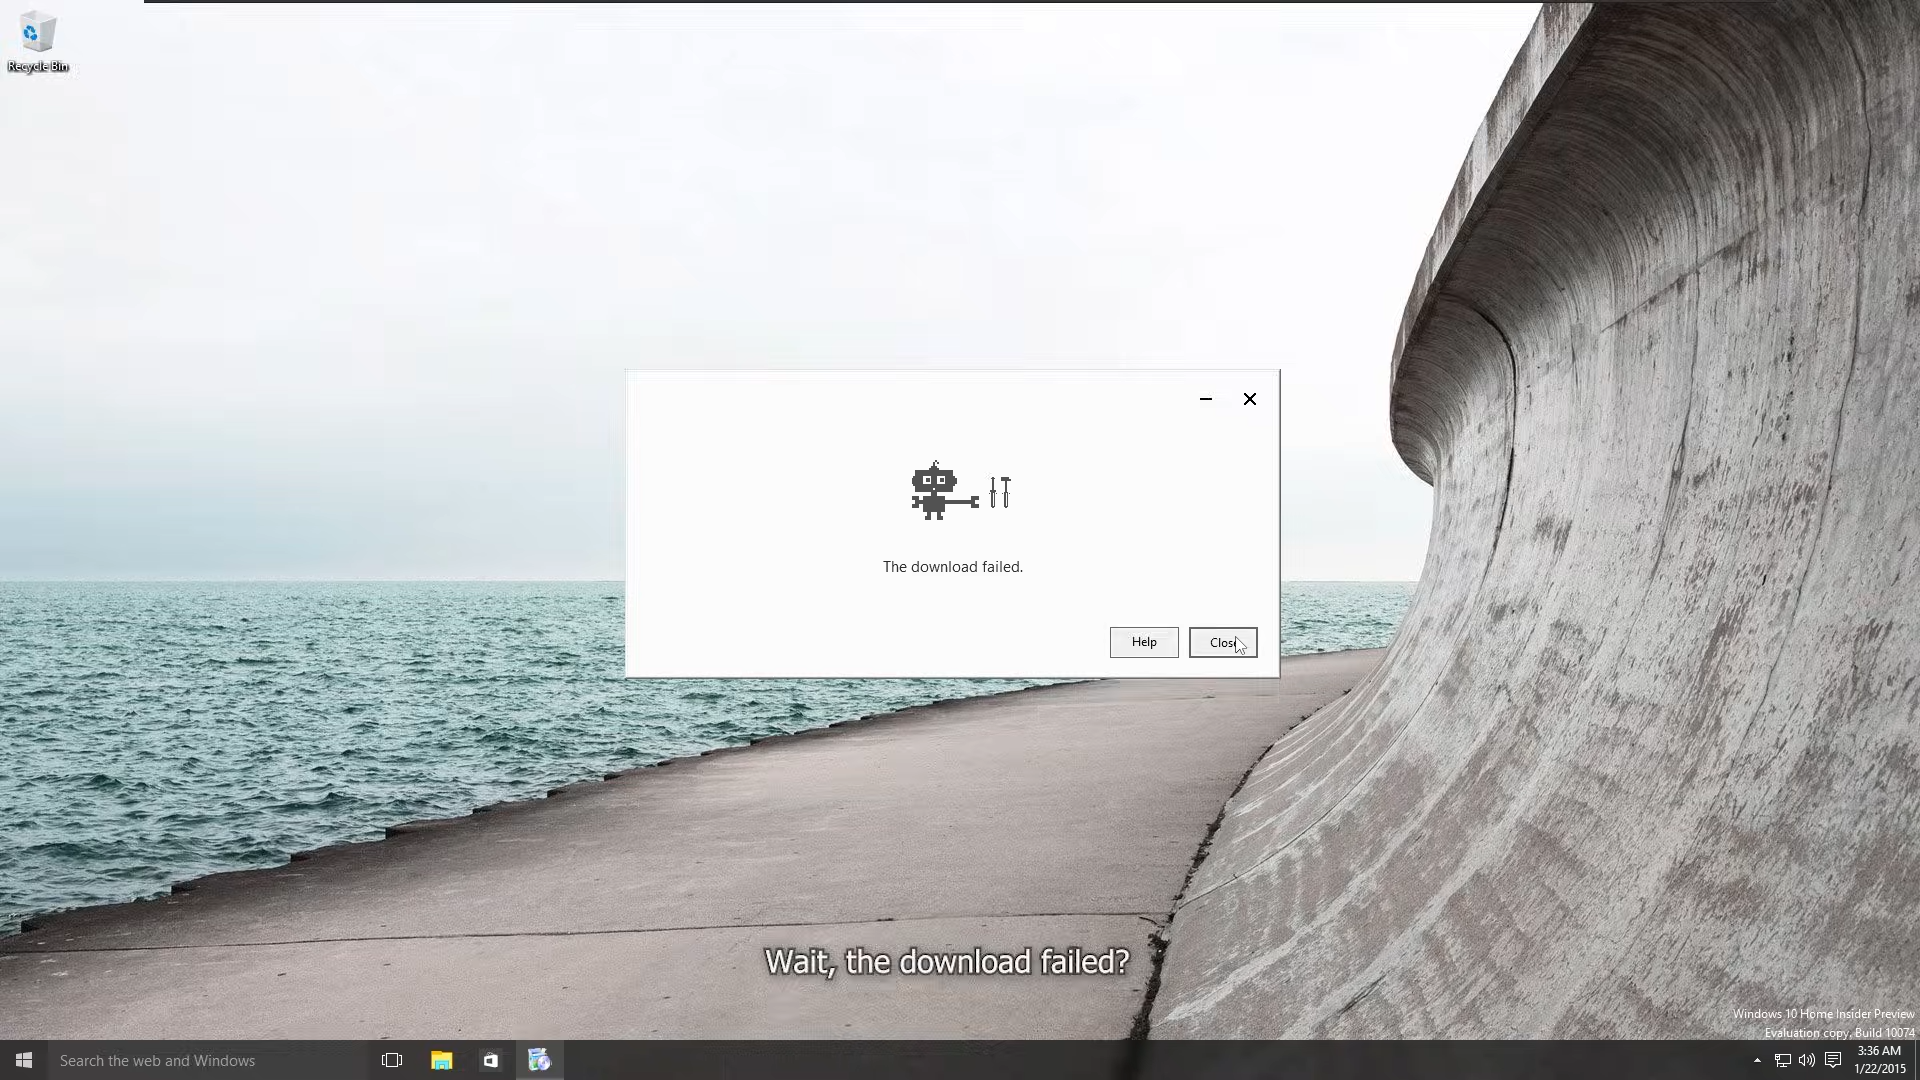 Recycle Bin
The download failed.
Help
Close
Wait, the download failed?
Windows 10 Home Insider Preview
Evaluation copy. Build 10074
Search the web and Windows
3:36 AM
1/22/2015